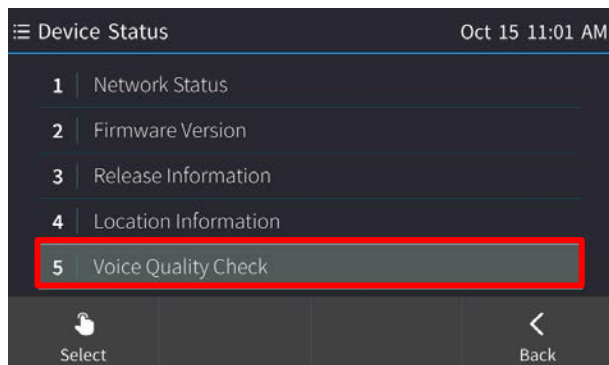 Device Status Oct 15 11:01 AM
1 Network Status
2 Firmware Version
3 Release Information
4 Location Information
5 Voice Quality Check
Select Back